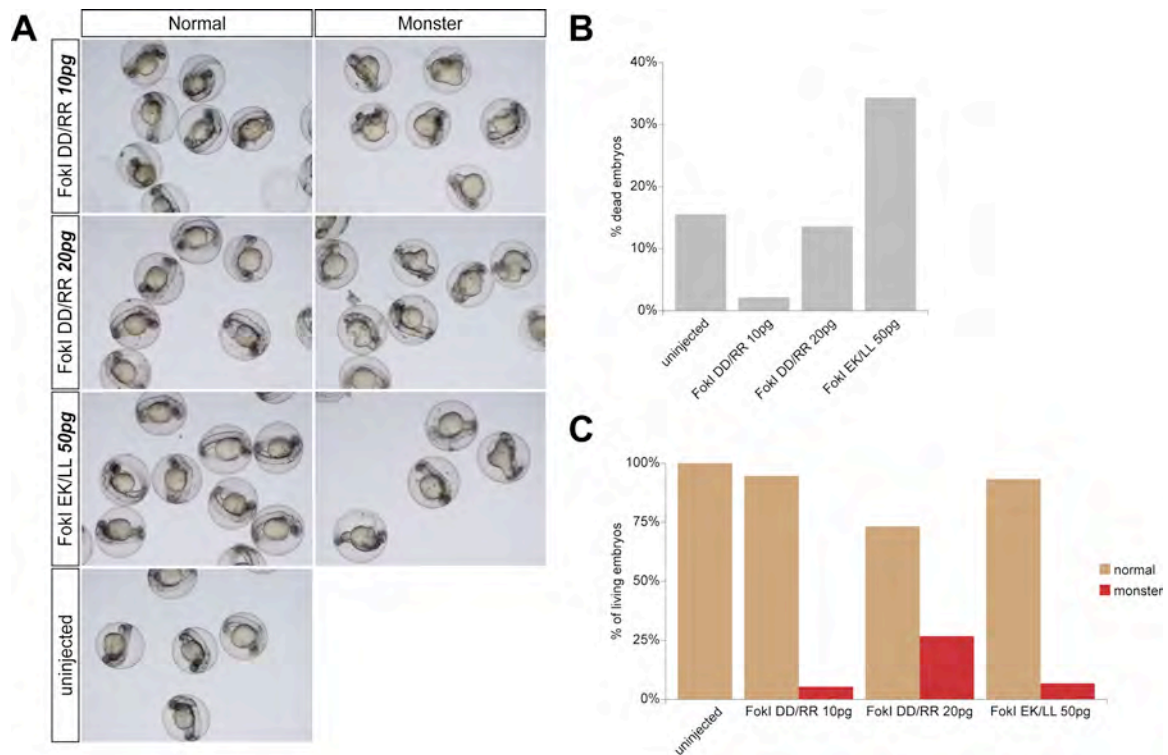 A
Normal
Monster
FokI DD/RR 10pg
FokI DD/RR 20pg
FokI EK/LL 50pg
uninjected
B
40%
30%
20%
10%
0%
% dead embryos
uninjected
FokI DD/RR 10pg
FokI DD/RR 20pg
FokI EK/LL 50pg
C
100%
75%
50%
25%
0%
% of living embryos
uninjected
FokI DD/RR 10pg
FokI DD/RR 20pg
FokI EK/LL 50pg
normal
monster